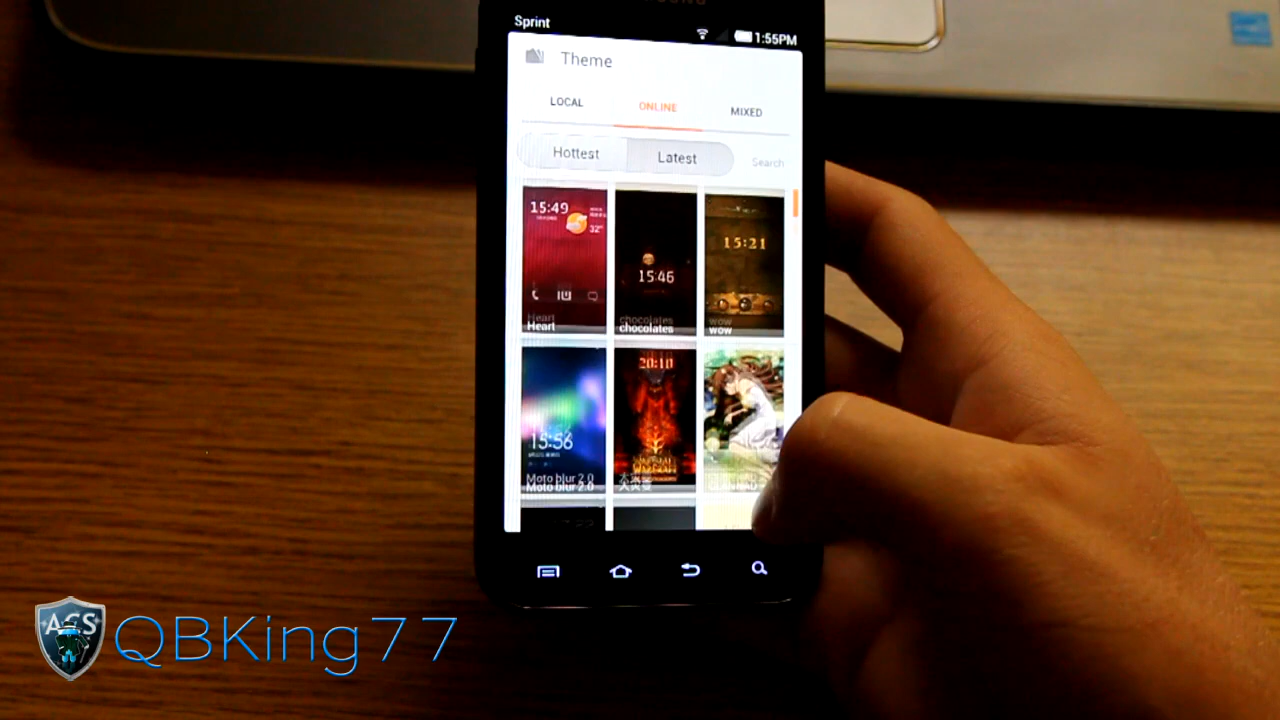 Sprint
1:55PM
Theme
LOCAL
ONLINE
MIXED
Hottest
Latest
Search
15:49
32°
15:46
15:21
Heart
chocolates
wow
15:56
20:10
Moto blur 2.0
ACS
QBKing77